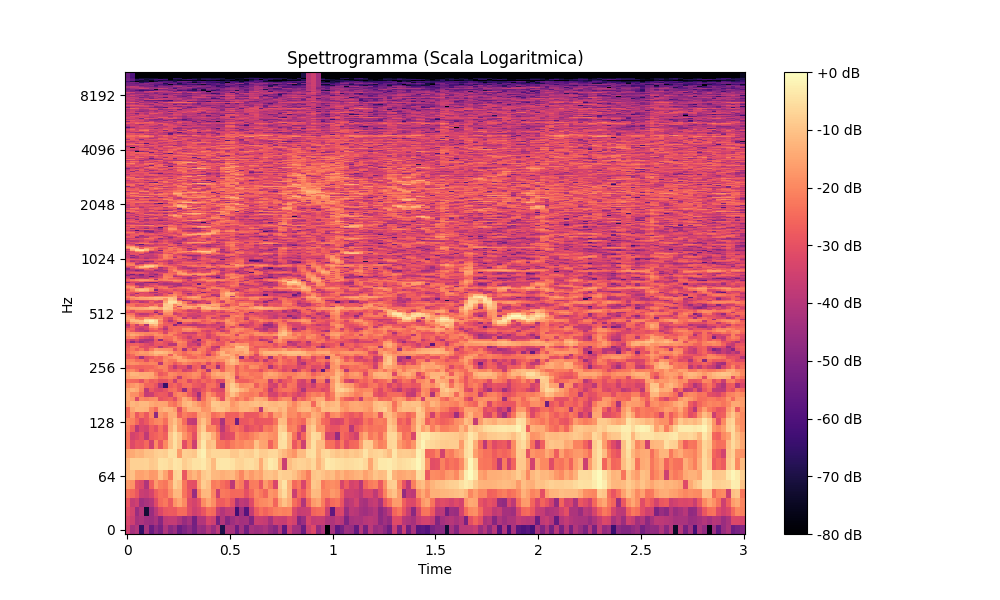 Spettrogramma (Scala Logaritmica)
8192
4096
2048
1024
512
256
128
64
0
Hz
0
0.5
1
1.5
2
2.5
3
Time
+0 dB
-10 dB
-20 dB
-30 dB
-40 dB
-50 dB
-60 dB
-70 dB
-80 dB